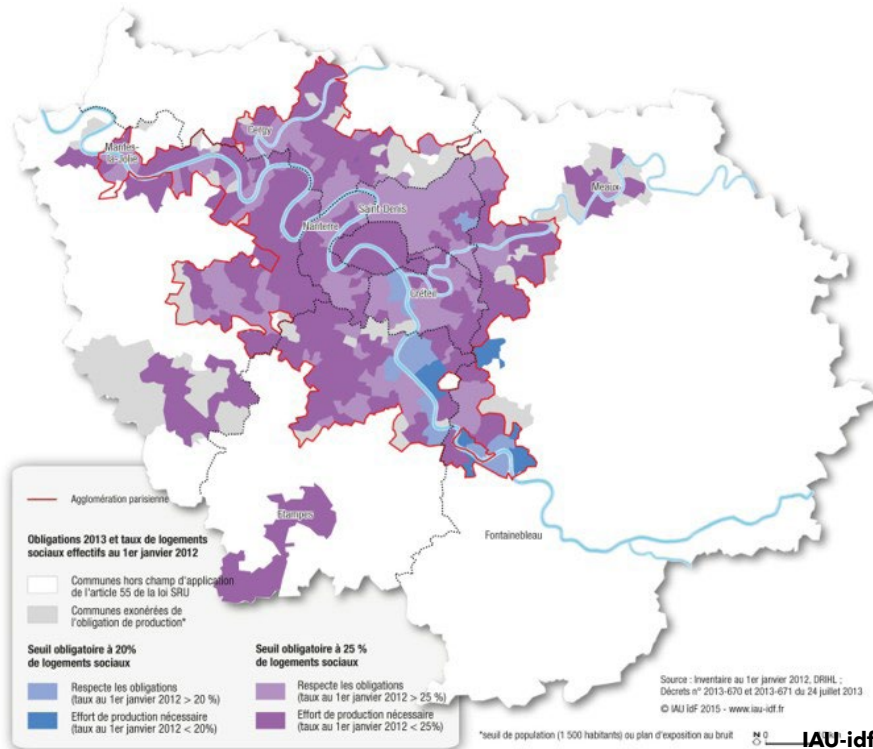 Cergy
Mantes-
la-Jolie
Meaux
Saint-Denis
Nanterre
Créteil
Étampes
Fontainebleau
Agglomération parisienne
Obligations 2013 et taux de logements
sociaux effectifs au 1er janvier 2012
Communes hors champ d'application
de l'article 55 de la loi SRU
Communes exonérées de
l'obligation de production*
Seuil obligatoire à 20%
de logements sociaux
Respecte les obligations
(taux au 1er janvier 2012 > 20 %)
Effort de production nécessaire
(taux au 1er janvier 2012 < 20%)
Seuil obligatoire à 25 %
de logements sociaux
Respecte les obligations
(taux au 1er janvier 2012 > 25 %)
Effort de production nécessaire
(taux au 1er janvier 2012 < 25%)
Source : Inventaire au 1er janvier 2012, DRIHL ;
Décrets n° 2013-670 et 2013-671 du 24 juillet 2013
© IAU îdF 2015 - www.iau-idf.fr
*seuil de population (1 500 habitants) ou plan d'exposition au bruit
N 0
IAU-idf